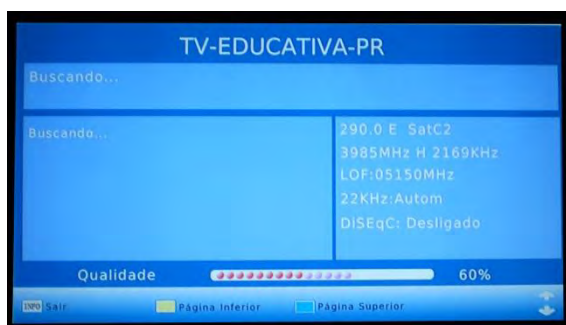 TV-EDUCATIVA-PR
Buscando...
Buscando...
290.0 E SatC2
3985MHz H 2169KHz
LOF:05150MHz
22KHz:Autom
DiSEqC: Desligado
Qualidade 60%
INFO Sair Página Inferior Página Superior